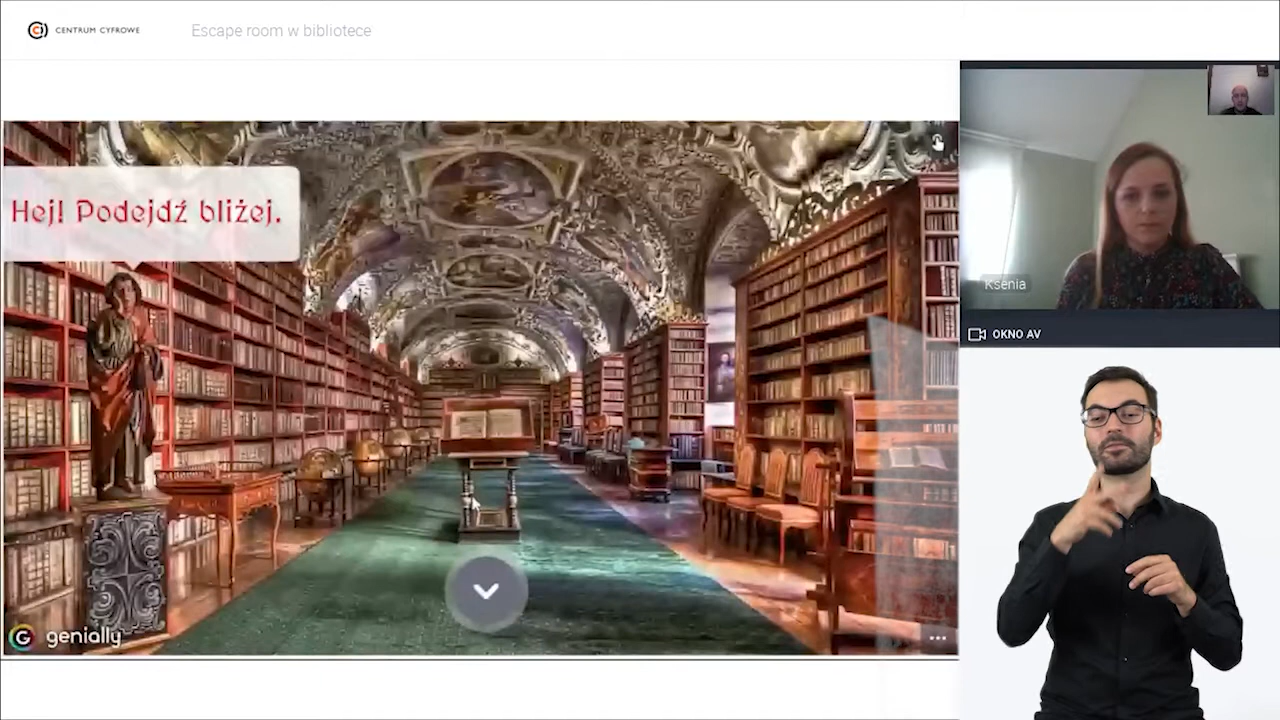 CENTRUM CYFROWE
Escape room w bibliotece
Hej! Podejdź bliżej.
Ksenia
OKNO AV
genially